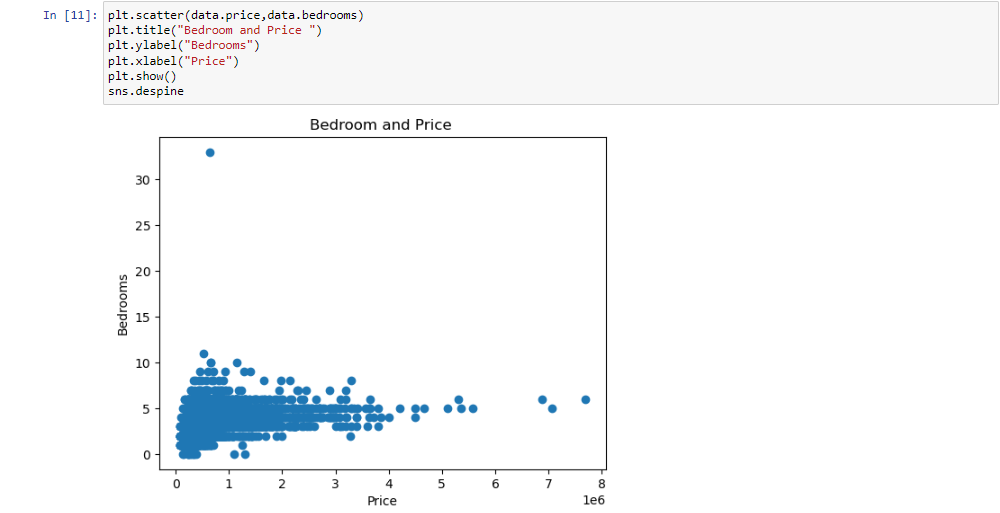 In [11]: plt.scatter(data.price,data.bedrooms)
plt.title("Bedroom and Price ")
plt.ylabel("Bedrooms")
plt.xlabel("Price")
plt.show()
sns.despine
Bedroom and Price
30
25
20
15
10
5
0
Bedrooms
0 1 2 3 4 5 6 7 8
1e6
Price